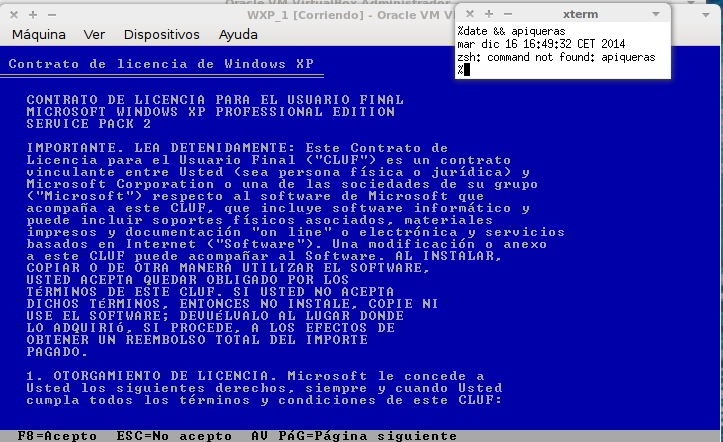 Oracle VM VirtualBox Administrador
WXP_1 [Corriendo] - Oracle VM V
Máquina Ver Dispositivos Ayuda
xterm
%date && apiqueras
mar dic 16 16:49:32 CET 2014
zsh: command not found: apiqueras
%
Contrato de licencia de Windows XP
CONTRATO DE LICENCIA PARA EL USUARIO FINAL
MICROSOFT WINDOWS XP PROFESSIONAL EDITION
SERVICE PACK 2
IMPORTANTE. LEA DETENIDAMENTE: Este Contrato de
Licencia para el Usuario Final ("CLUF") es un contrato
vinculante entre Usted (sea persona física o jurídica) y
Microsoft Corporation o una de las sociedades de su grupo
("Microsoft") respecto al software de Microsoft que
acompaña a este CLUF, que incluye software informático y
puede incluir soportes físicos asociados, materiales
impresos y documentación "on line" o electrónica y servicios
basados en Internet ("Software"). Una modificación o anexo
a este CLUF puede acompañar al Software. AL INSTALAR,
COPIAR O DE OTRA MANERA UTILIZAR EL SOFTWARE,
USTED ACEPTA QUEDAR OBLIGADO POR LOS
TéRMINOS DE ESTE CLUF. SI USTED NO ACEPTA
DICHOS TéRMINOS, ENTONCES NO INSTALE, COPIE NI
USE EL SOFTWARE; DEVUéLVALO AL LUGAR DONDE
LO ADQUIRIó, SI PROCEDE, A LOS EFECTOS DE
OBTENER UN REEMBOLSO TOTAL DEL IMPORTE
PAGADO.
1. OTORGAMIENTO DE LICENCIA. Microsoft le concede a
Usted los siguientes derechos, siempre y cuando Usted
cumpla todos los términos y condiciones de este CLUF:
F8=Acepto ESC=No acepto AV PáG=Página siguiente